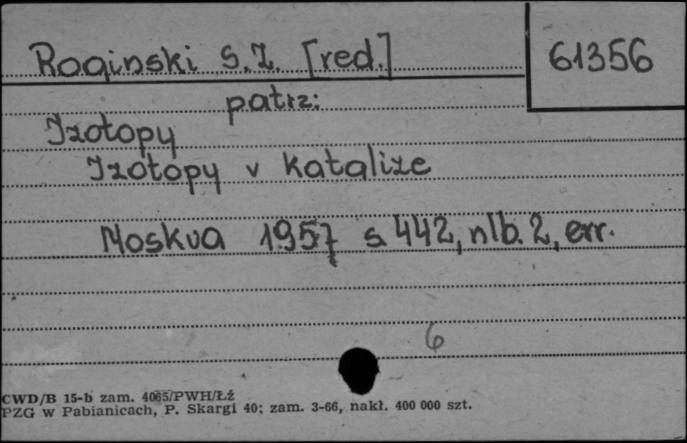 Roginski S.Z. [red.]
61356
patrz:
Izotopy
Izotopy v katalize
Moskva 1957 s. 442, nlb. 2, err.
6
CWD/B 15-b zam. 4065/PWH/Łź
PZG w Pabianicach, P. Skargi 40; zam. 3-66, nakł. 400 000 szt.